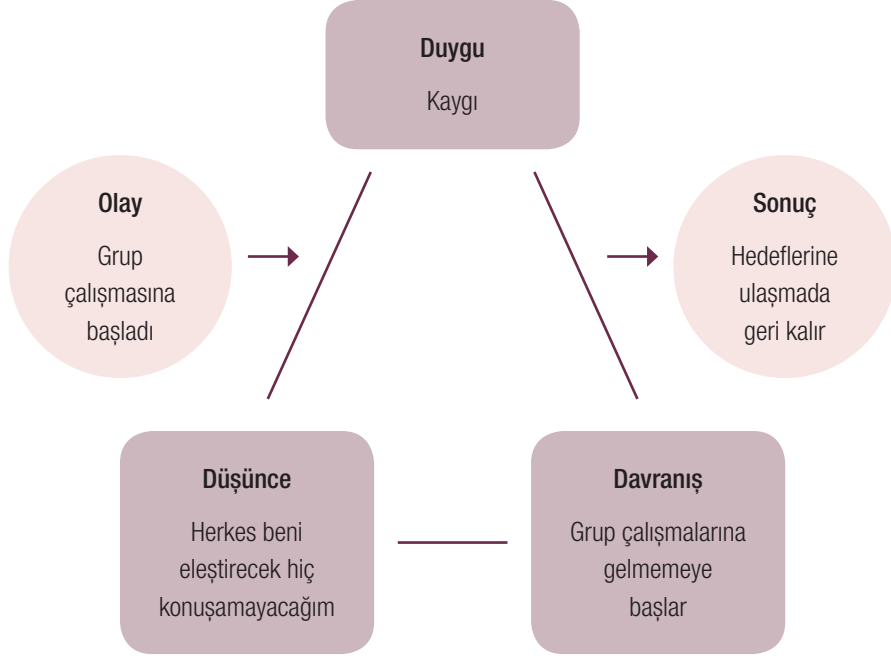 Duygu
Kaygı
Olay
Grup
çalışmasına
başladı
Sonuç
Hedeflerine
ulaşmada
geri kalır
Düşünce
Herkes beni
eleştirecek hiç
konuşamayacağım
Davranış
Grup çalışmalarına
gelmemeye
başlar